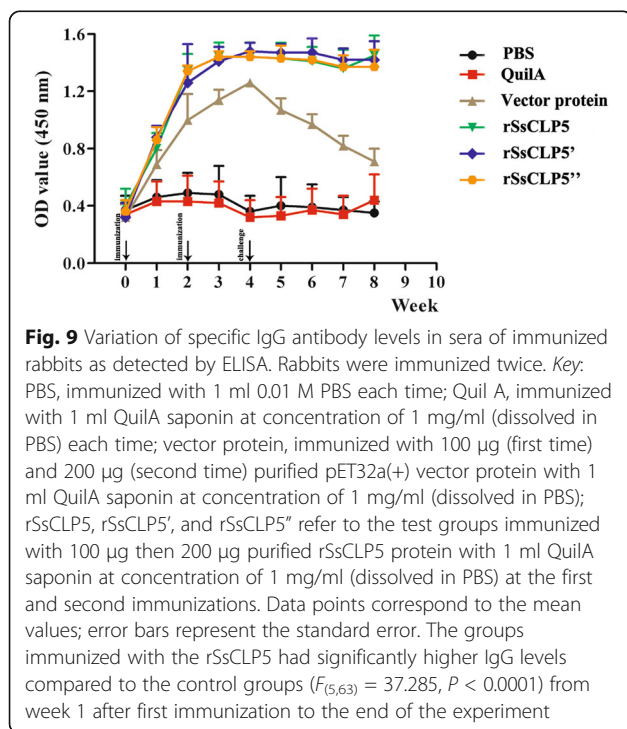 1.6
1.2
0.8
0.4
0.0
OD value (450 nm)
immunization
immunization
challenge
0 1 2 3 4 5 6 7 8 9 10
Week
PBS
QuilA
Vector protein
rSsCLP5
rSsCLP5'
rSsCLP5''
Fig. 9 Variation of specific IgG antibody levels in sera of immunized
rabbits as detected by ELISA. Rabbits were immunized twice. Key:
PBS, immunized with 1 ml 0.01 M PBS each time; Quil A, immunized
with 1 ml QuilA saponin at concentration of 1 mg/ml (dissolved in
PBS) each time; vector protein, immunized with 100 μg (first time)
and 200 μg (second time) purified pET32a(+) vector protein with 1
ml QuilA saponin at concentration of 1 mg/ml (dissolved in PBS);
rSsCLP5, rSsCLP5', and rSsCLP5" refer to the test groups immunized
with 100 μg then 200 μg purified rSsCLP5 protein with 1 ml QuilA
saponin at concentration of 1 mg/ml (dissolved in PBS) at the first
and second immunizations. Data points correspond to the mean
values; error bars represent the standard error. The groups
immunized with the rSsCLP5 had significantly higher IgG levels
compared to the control groups (F(5,63) = 37.285, P < 0.0001) from
week 1 after first immunization to the end of the experiment